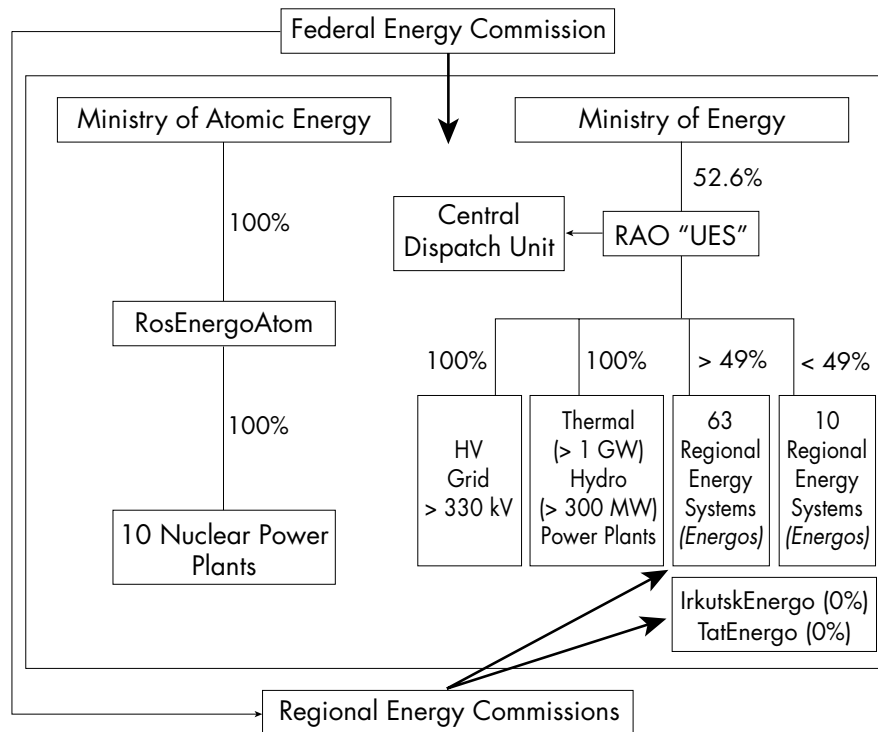 Federal Energy Commission
Ministry of Atomic Energy
Ministry of Energy
52.6%
100%
Central
Dispatch Unit
RAO “UES”
RosEnergoAtom
100%
100%
> 49%
< 49%
100%
HV
Grid
> 330 kV
Thermal
(> 1 GW)
Hydro
(> 300 MW)
Power Plants
63
Regional
Energy
Systems
(Energos)
10
Regional
Energy
Systems
(Energos)
10 Nuclear Power
Plants
IrkutskEnergo (0%)
TatEnergo (0%)
Regional Energy Commissions